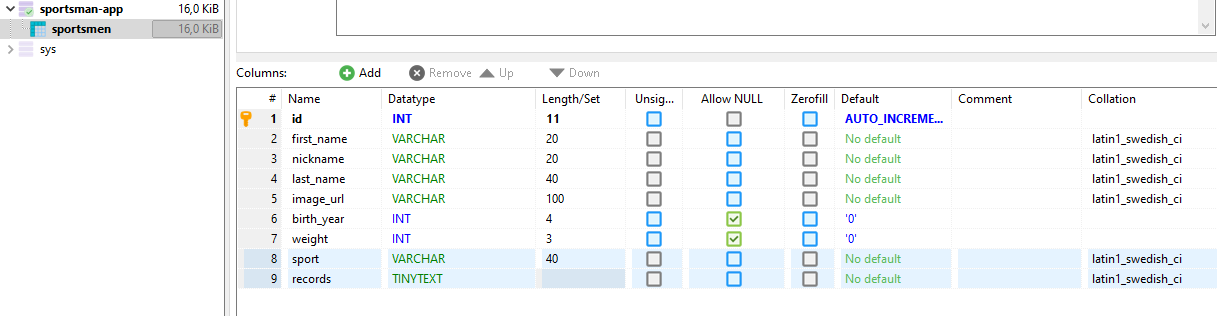 sportsman-app 16,0 KiB
sportsmen 16,0 KiB
sys
Columns: Add Remove Up Down
# Name Datatype Length/Set Unsig... Allow NULL Zerofill Default Comment Collation
1 id INT 11 AUTO_INCREME...
2 first_name VARCHAR 20 No default latin1_swedish_ci
3 nickname VARCHAR 20 No default latin1_swedish_ci
4 last_name VARCHAR 40 No default latin1_swedish_ci
5 image_url VARCHAR 100 No default latin1_swedish_ci
6 birth_year INT 4 '0'
7 weight INT 3 '0'
8 sport VARCHAR 40 No default latin1_swedish_ci
9 records TINYTEXT No default latin1_swedish_ci